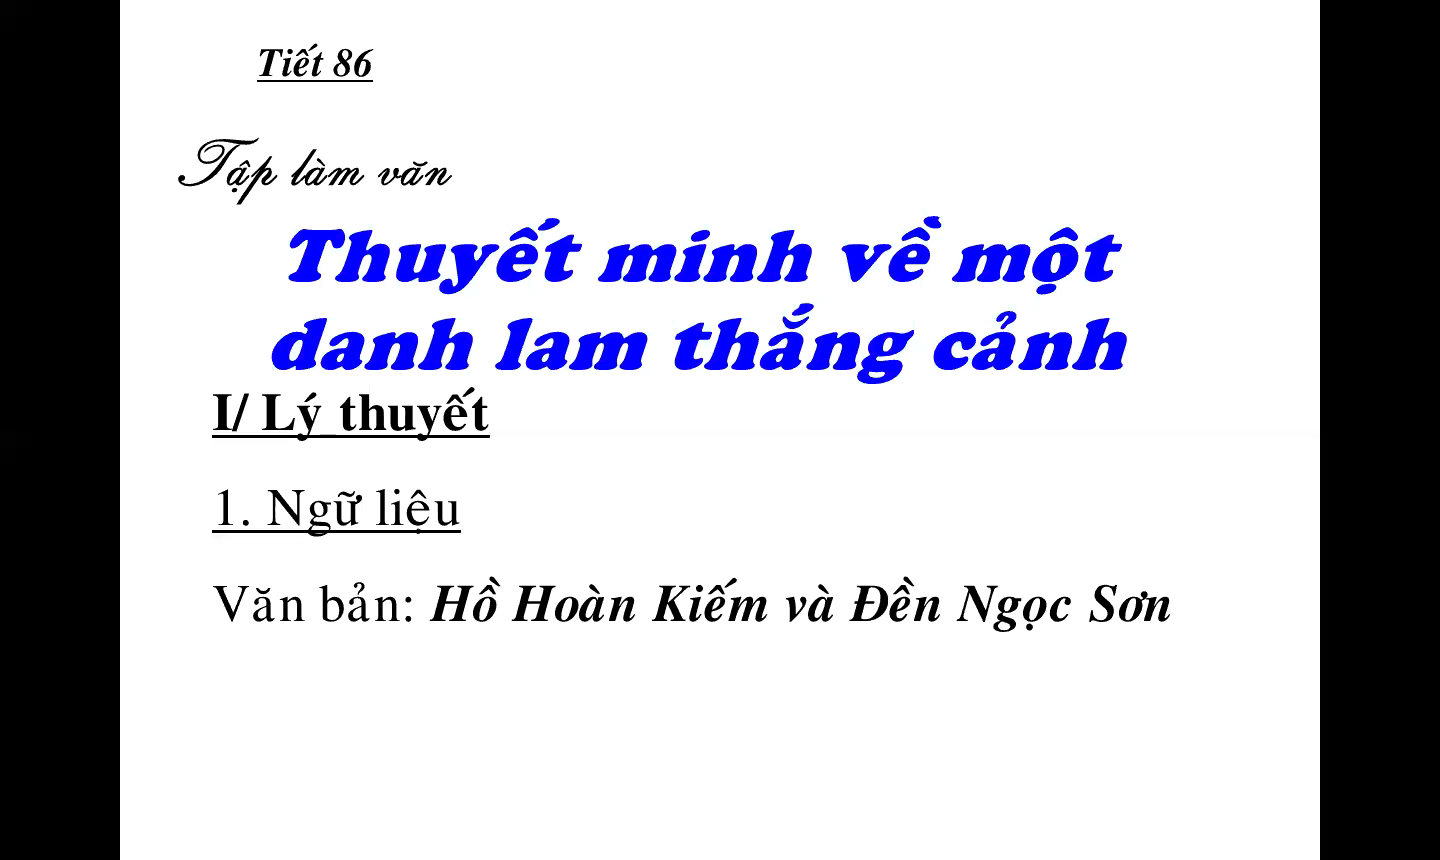 Tiết 86
Tập làm văn
Thuyết minh về một
danh lam thắng cảnh
I/ Lý thuyết
1. Ngữ liệu
Văn bản: Hồ Hoàn Kiếm và Đền Ngọc Sơn